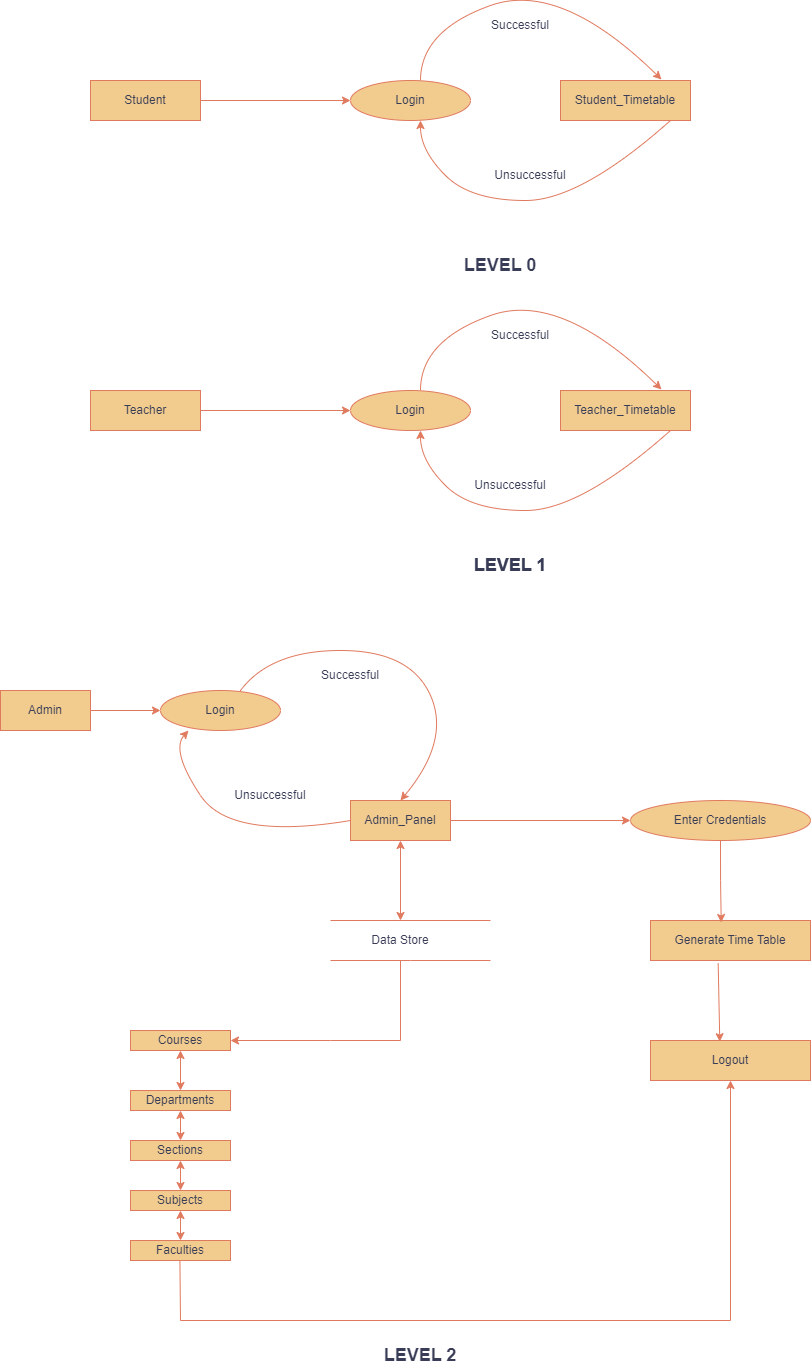 Successful
Student
Login
Student_Timetable
Unsuccessful
LEVEL 0
Successful
Teacher
Login
Teacher_Timetable
Unsuccessful
LEVEL 1
Successful
Admin
Login
Unsuccessful
Admin_Panel
Enter Credentials
Data Store
Generate Time Table
Courses
Logout
Departments
Sections
Subjects
Faculties
LEVEL 2